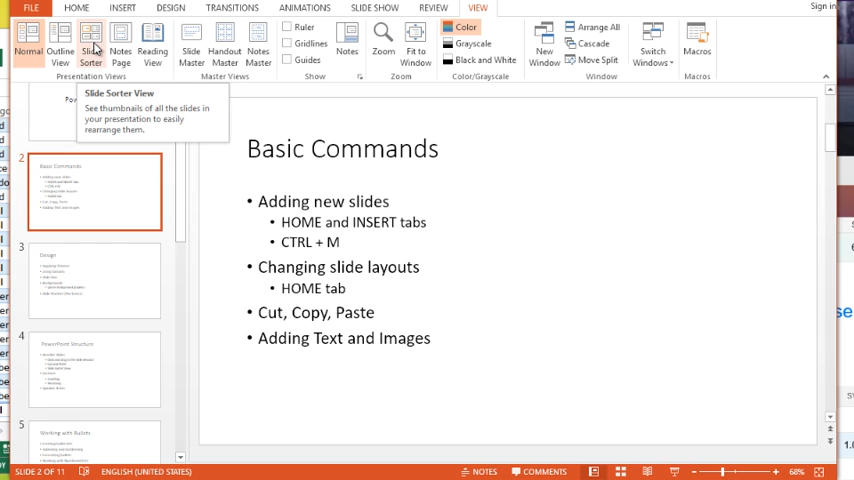 FILE HOME INSERT DESIGN TRANSITIONS ANIMATIONS SLIDE SHOW REVIEW VIEW Sign in
Normal Outline View Slide Sorter Notes Page Reading View
Presentation Views
Slide Master Handout Master Notes Master
Master Views
Ruler
Gridlines
Guides
Notes
Show
Zoom Fit to Window
Zoom
Color
Grayscale
Black and White
Color/Grayscale
New Window
Arrange All
Cascade
Move Split
Switch Windows
Window
Macros
Macros
Slide Sorter View
See thumbnails of all the slides in
your presentation to easily
rearrange them.
2
Basic Commands
3
Design
4
PowerPoint Structure
5
Working with Bullets
Basic Commands
• Adding new slides
• HOME and INSERT tabs
• CTRL + M
• Changing slide layouts
• HOME tab
• Cut, Copy, Paste
• Adding Text and Images
SLIDE 2 OF 11 ENGLISH (UNITED STATES) NOTES COMMENTS 68%